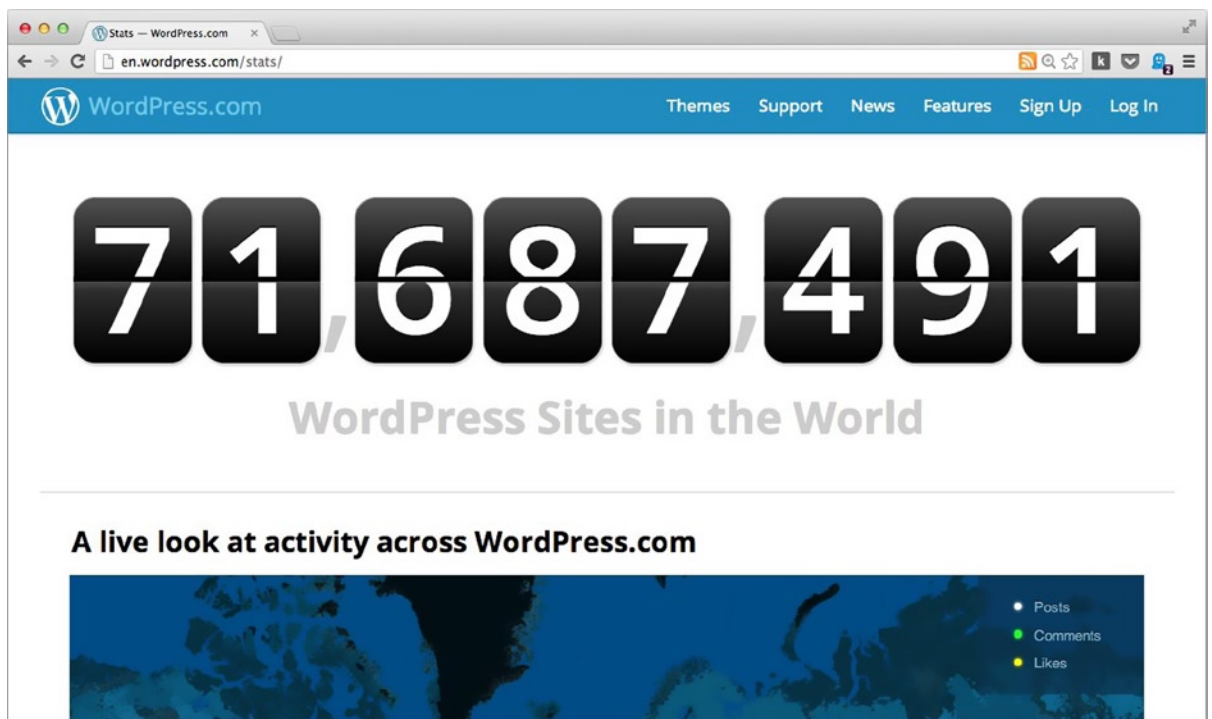 Stats — WordPress.com
en.wordpress.com/stats/
k
2
WordPress.com Themes Support News Features Sign Up Log In
71,687,491
WordPress Sites in the World
A live look at activity across WordPress.com
Posts
Comments
Likes